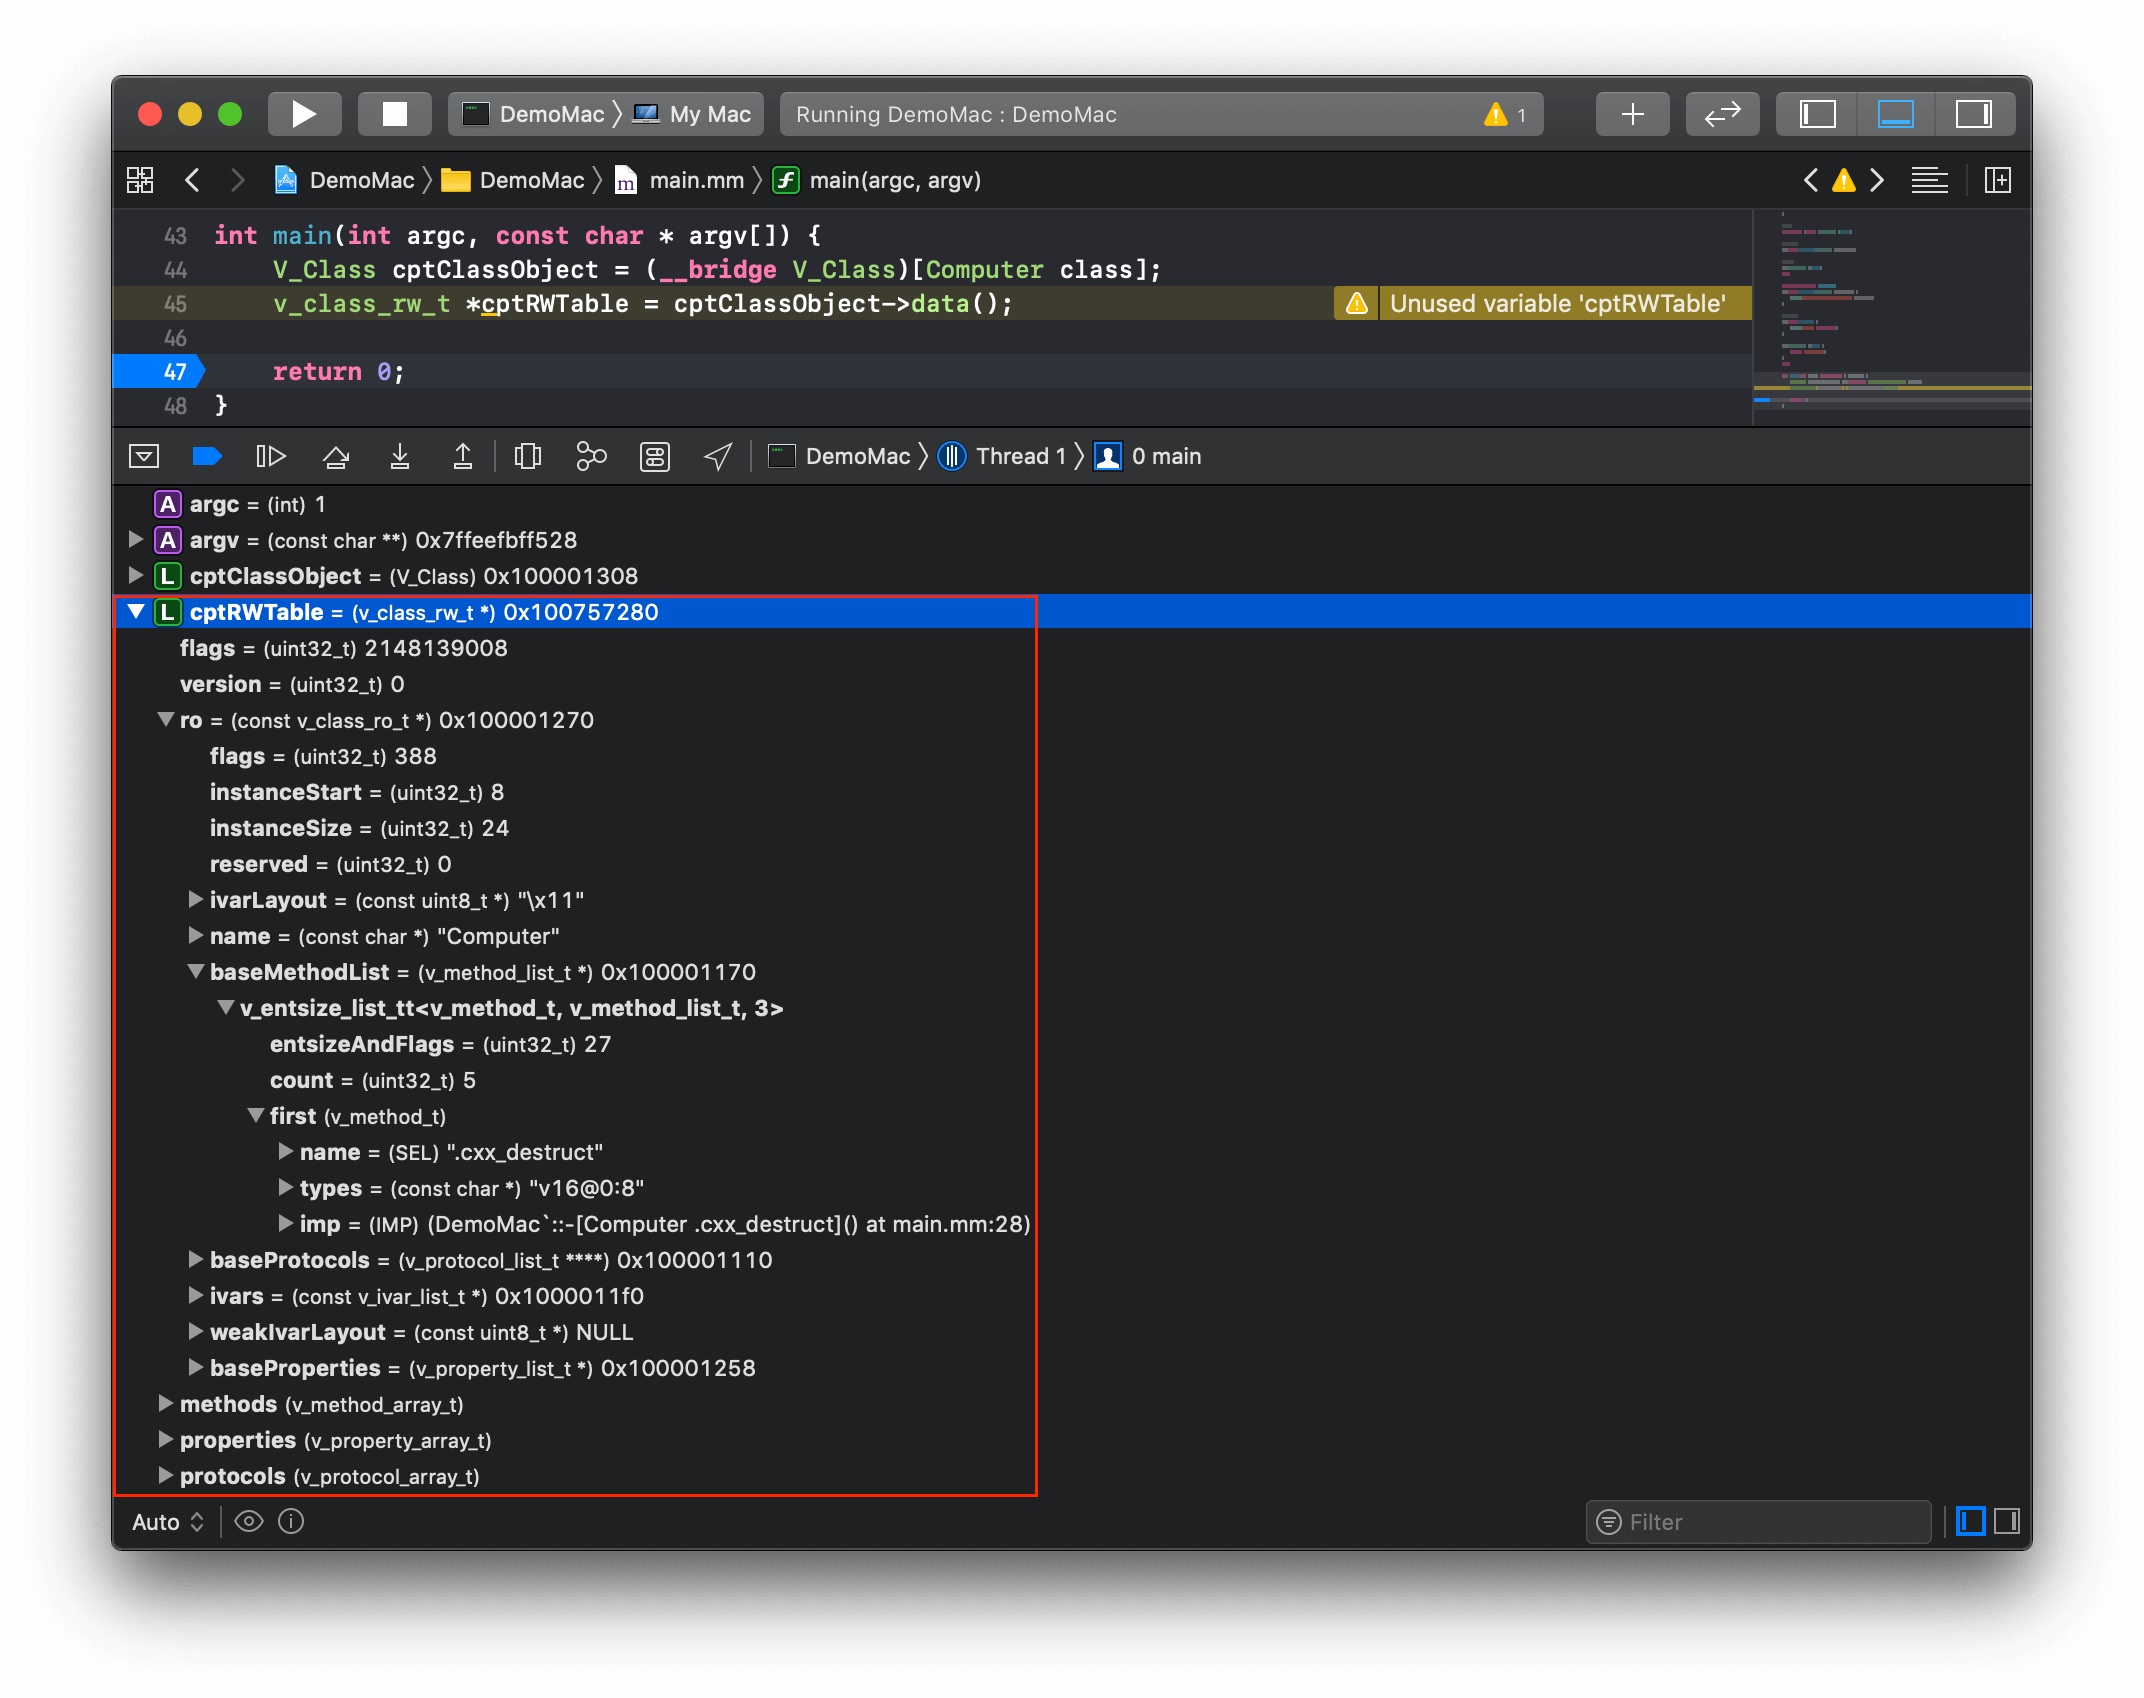 DemoMac 〉 My Mac
Running DemoMac : DemoMac
1
DemoMac 〉 DemoMac 〉 main.mm 〉 main(argc, argv)
43 int main(int argc, const char * argv[]) {
44 V_Class cptClassObject = (__bridge V_Class)[Computer class];
45 v_class_rw_t *cptRWTable = cptClassObject->data();
Unused variable 'cptRWTable'
46
47 return 0;
48 }
DemoMac 〉 Thread 1 〉 0 main
A argc = (int) 1
A argv = (const char **) 0x7ffeefbff528
L cptClassObject = (V_Class) 0x100001308
L cptRWTable = (v_class_rw_t *) 0x100757280
flags = (uint32_t) 2148139008
version = (uint32_t) 0
ro = (const v_class_ro_t *) 0x100001270
flags = (uint32_t) 388
instanceStart = (uint32_t) 8
instanceSize = (uint32_t) 24
reserved = (uint32_t) 0
ivarLayout = (const uint8_t *) "\x11"
name = (const char *) "Computer"
baseMethodList = (v_method_list_t *) 0x100001170
v_entsize_list_tt<v_method_t, v_method_list_t, 3>
entsizeAndFlags = (uint32_t) 27
count = (uint32_t) 5
first (v_method_t)
name = (SEL) ".cxx_destruct"
types = (const char *) "v16@0:8"
imp = (IMP) (DemoMac`::-[Computer .cxx_destruct]() at main.mm:28)
baseProtocols = (v_protocol_list_t ****) 0x100001110
ivars = (const v_ivar_list_t *) 0x1000011f0
weakIvarLayout = (const uint8_t *) NULL
baseProperties = (v_property_list_t *) 0x100001258
methods (v_method_array_t)
properties (v_property_array_t)
protocols (v_protocol_array_t)
Auto
Filter